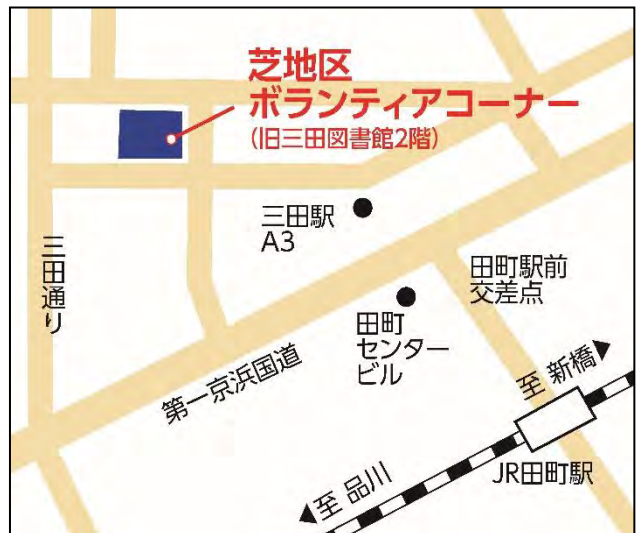 芝地区
ボランティアコーナー
(旧三田図書館2階)
三田駅
A3
三田通り
田町駅前
交差点
田町
センター
ビル
第一京浜国道
至 新橋
JR田町駅
至 品川